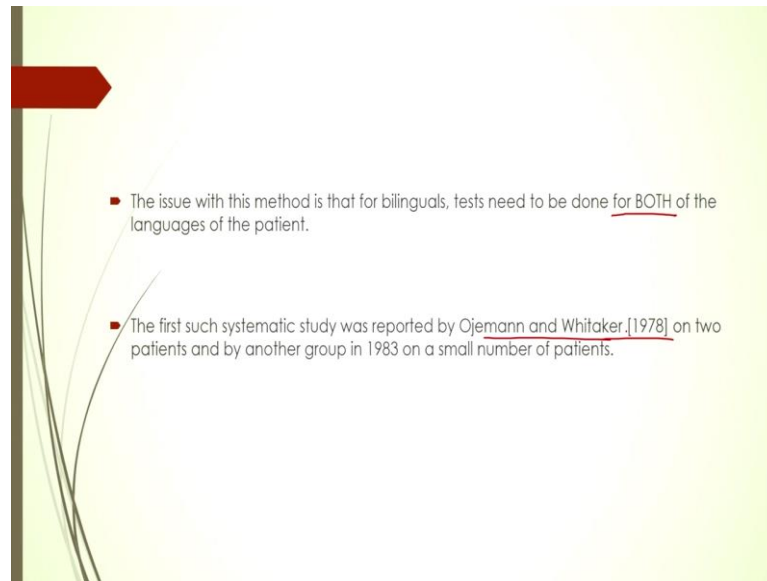 The issue with this method is that for bilinguals, tests need to be done for BOTH of the
languages of the patient.
The first such systematic study was reported by Ojemann and Whitaker.[1978] on two
patients and by another group in 1983 on a small number of patients.